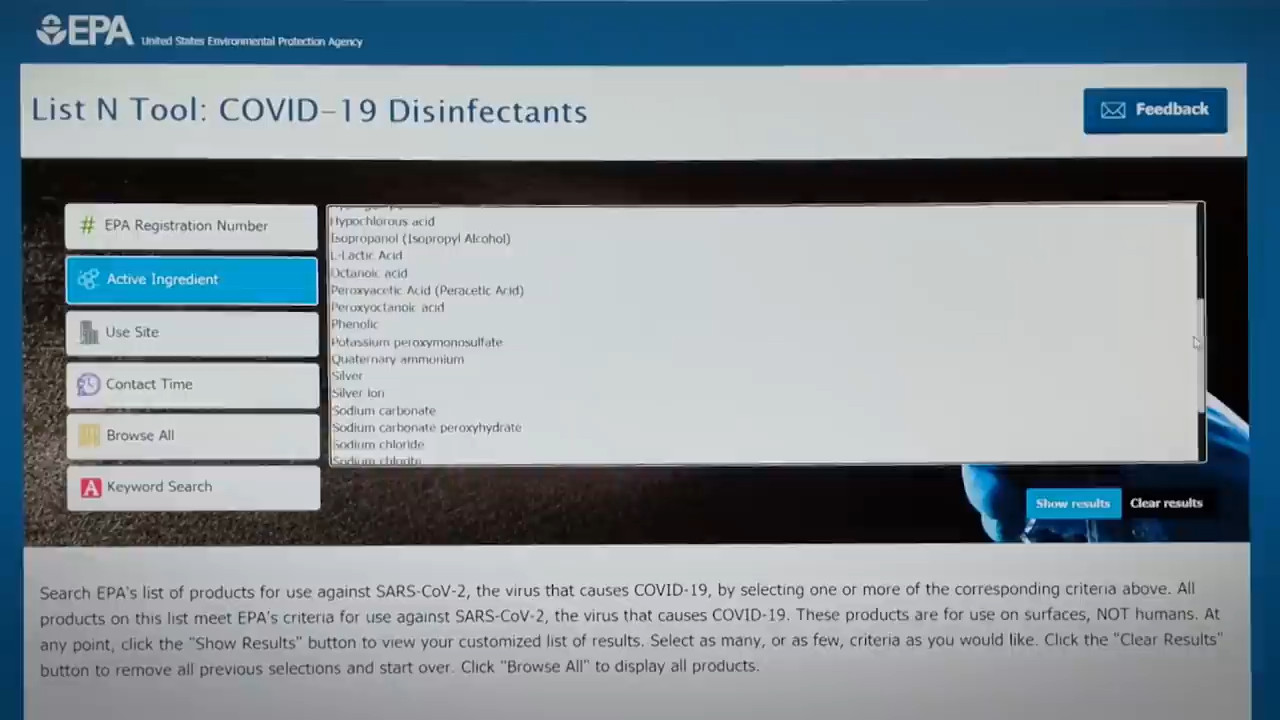 EPA
United States Environmental Protection Agency
List N Tool: COVID-19 Disinfectants
Feedback
# EPA Registration Number
Active Ingredient
Use Site
Contact Time
Browse All
A Keyword Search
Hypochlorous acid
Isopropanol (Isopropyl Alcohol)
L-Lactic Acid
Octanoic acid
Peroxyacetic Acid (Peracetic Acid)
Peroxyoctanoic acid
Phenolic
Potassium peroxymonosulfate
Quaternary ammonium
Silver
Silver Ion
Sodium carbonate
Sodium carbonate peroxyhydrate
Sodium chloride
Sodium chlorite
Show results
Clear results
Search EPA's list of products for use against SARS-CoV-2, the virus that causes COVID-19, by selecting one or more of the corresponding criteria above. All
products on this list meet EPA's criteria for use against SARS-CoV-2, the virus that causes COVID-19. These products are for use on surfaces, NOT humans. At
any point, click the "Show Results" button to view your customized list of results. Select as many, or as few, criteria as you would like. Click the "Clear Results"
button to remove all previous selections and start over. Click "Browse All" to display all products.